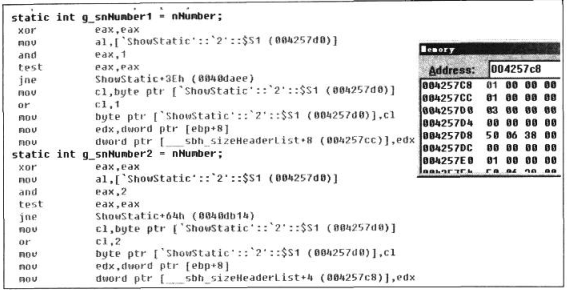 static int g_snNumber1 = nNumber;
xor eax,eax
mov al,[`ShowStatic'::`2'::$S1 (004257d0)]
and eax,1
test eax,eax
jne ShowStatic+3Eh (0040daee)
mov cl,byte ptr [`ShowStatic'::`2'::$S1 (004257d0)]
or cl,1
mov byte ptr [`ShowStatic'::`2'::$S1 (004257d0)],cl
mov edx,dword ptr [ebp+8]
mov dword ptr [___sbh_sizeHeaderList+8 (004257cc)],edx
static int g_snNumber2 = nNumber;
xor eax,eax
mov al,[`ShowStatic'::`2'::$S1 (004257d0)]
and eax,2
test eax,eax
jne ShowStatic+64h (0040db14)
mov cl,byte ptr [`ShowStatic'::`2'::$S1 (004257d0)]
or cl,2
mov byte ptr [`ShowStatic'::`2'::$S1 (004257d0)],cl
mov edx,dword ptr [ebp+8]
mov dword ptr [___sbh_sizeHeaderList+4 (004257c8)],edx
Memory
Address: 004257c8
004257C8 01 00 00 00
004257CC 01 00 00 00
004257D0 03 00 00 00
004257D4 00 00 00 00
004257D8 50 06 38 00
004257DC 00 00 00 00
004257E0 01 00 00 00